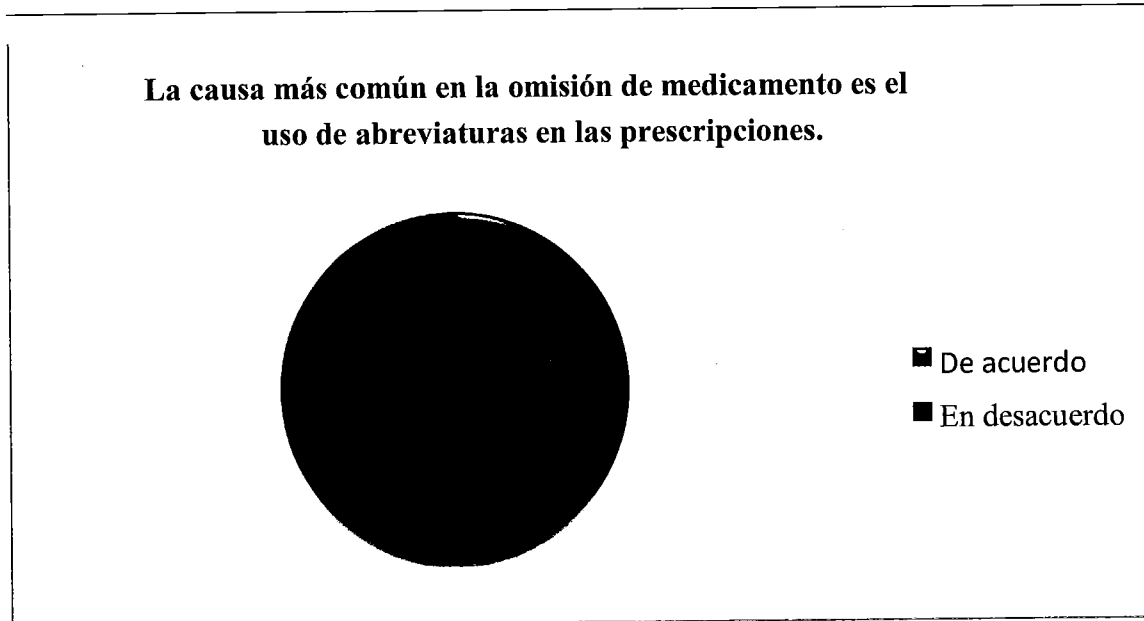 La causa más común en la omisión de medicamento es el
uso de abreviaturas en las prescripciones.
De acuerdo
En desacuerdo